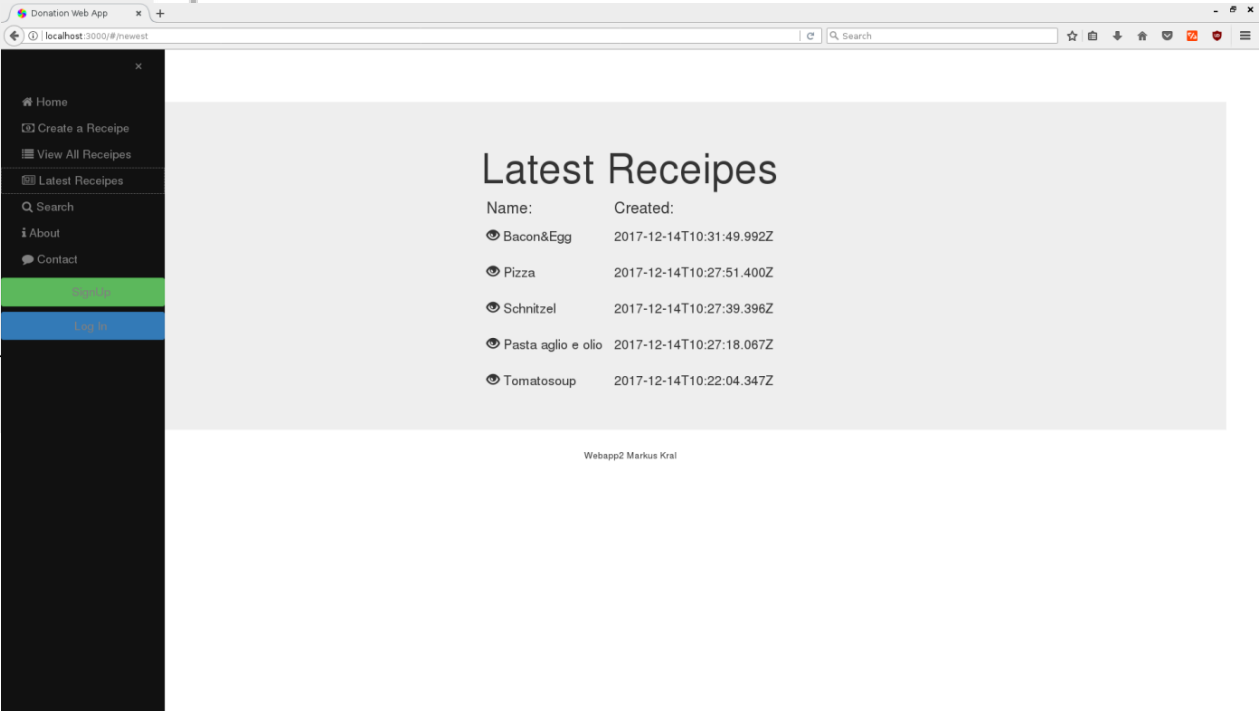 Donation Web App
localhost:3000/#/newest
Search
Home
Create a Receipe
View All Receipes
Latest Receipes
Search
About
Contact
SignUp
Log In
Latest Receipes
Name: Created:
Bacon&Egg 2017-12-14T10:31:49.992Z
Pizza 2017-12-14T10:27:51.400Z
Schnitzel 2017-12-14T10:27:39.396Z
Pasta aglio e olio 2017-12-14T10:27:18.067Z
Tomatosoup 2017-12-14T10:22:04.347Z
Webapp2 Markus Kral